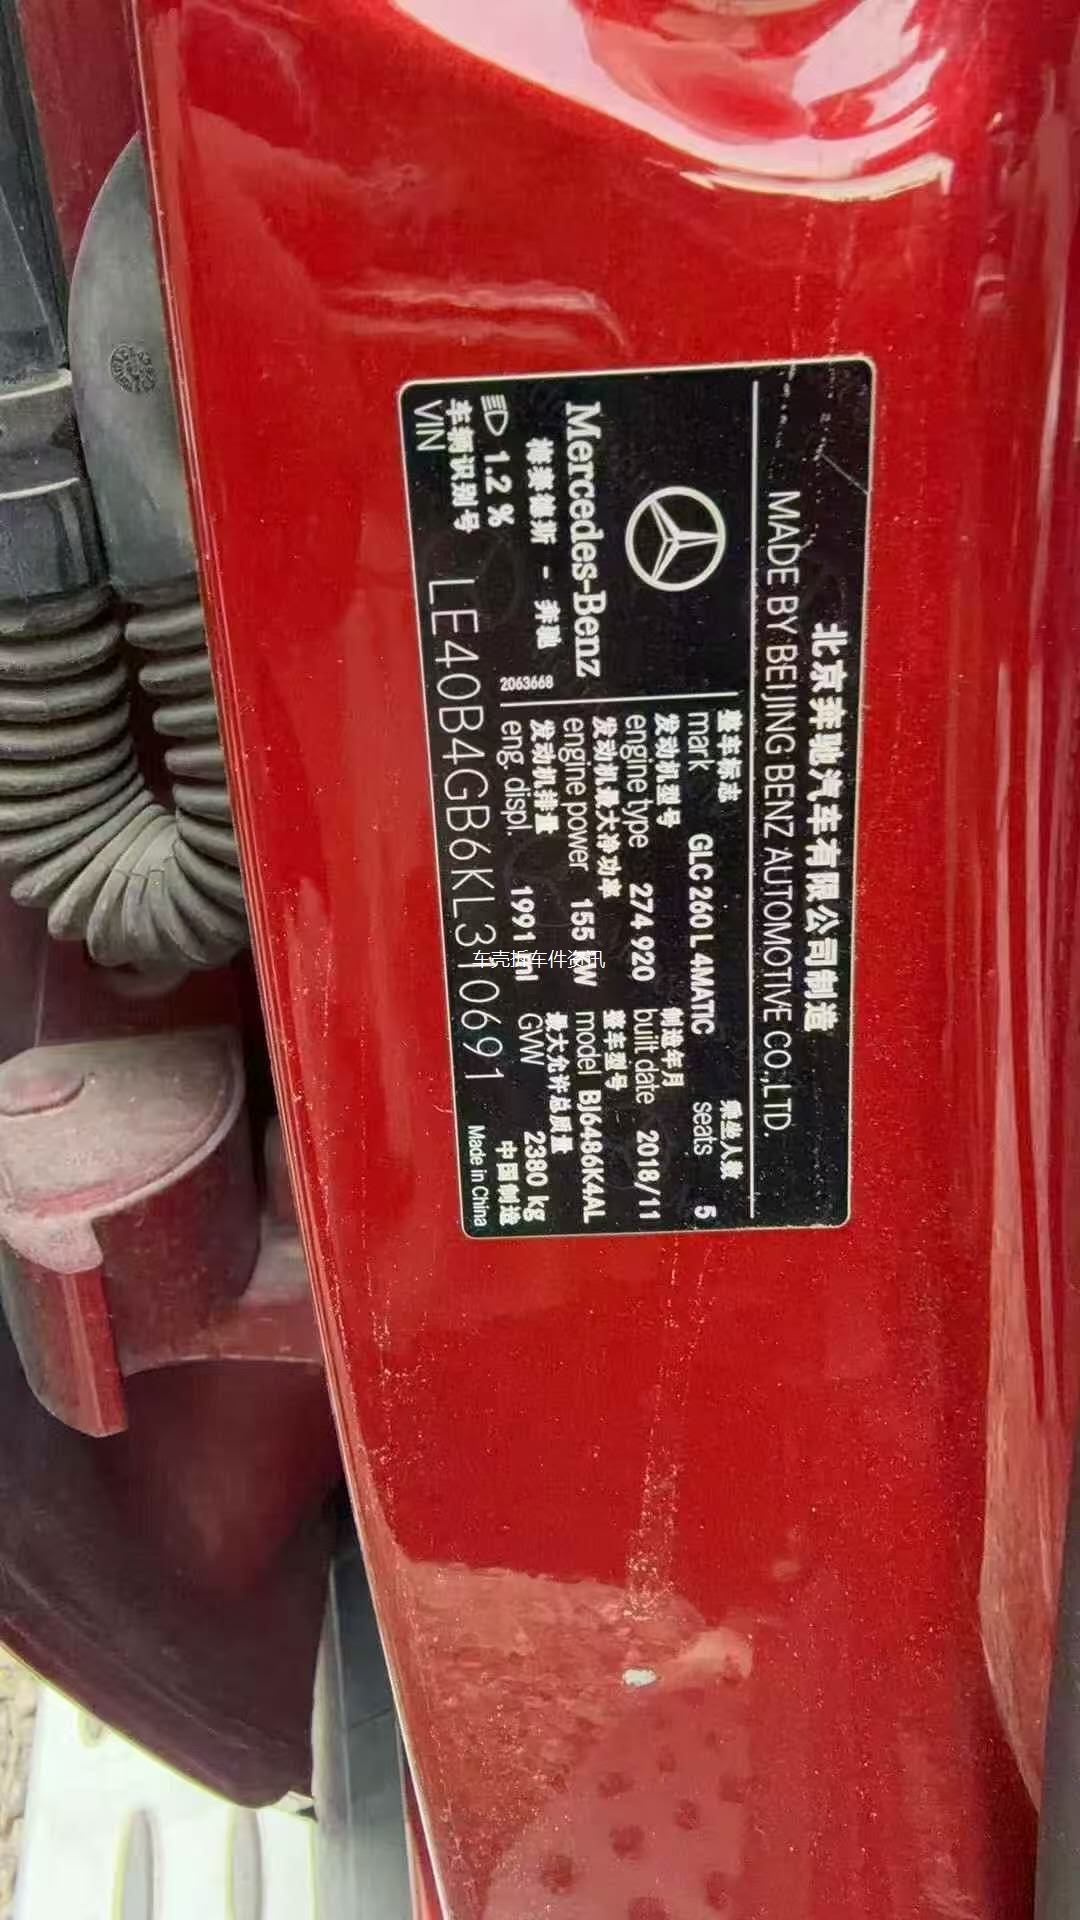 北京奔驰汽车有限公司制造
MADE BY BEIJING BENZ AUTOMOTIVE CO.,LTD.
Mercedes-Benz
梅赛德斯 - 奔驰
1.2 %
2063668
整车标志
mark GLC 260 L 4MATIC
乘坐人数
seats 5
发动机型号
engine type 274 920
制造年月
built date 2018/11
发动机最大净功率
engine power 155 kW
整车型号
model BJ6486K4AL
发动机排量
eng. displ. 1991 ml
最大允许总质量
GVW 2380 kg
车辆识别号
VIN LE40B4GB6KL310691
中国制造
Made in China
车壳拆车件资讯